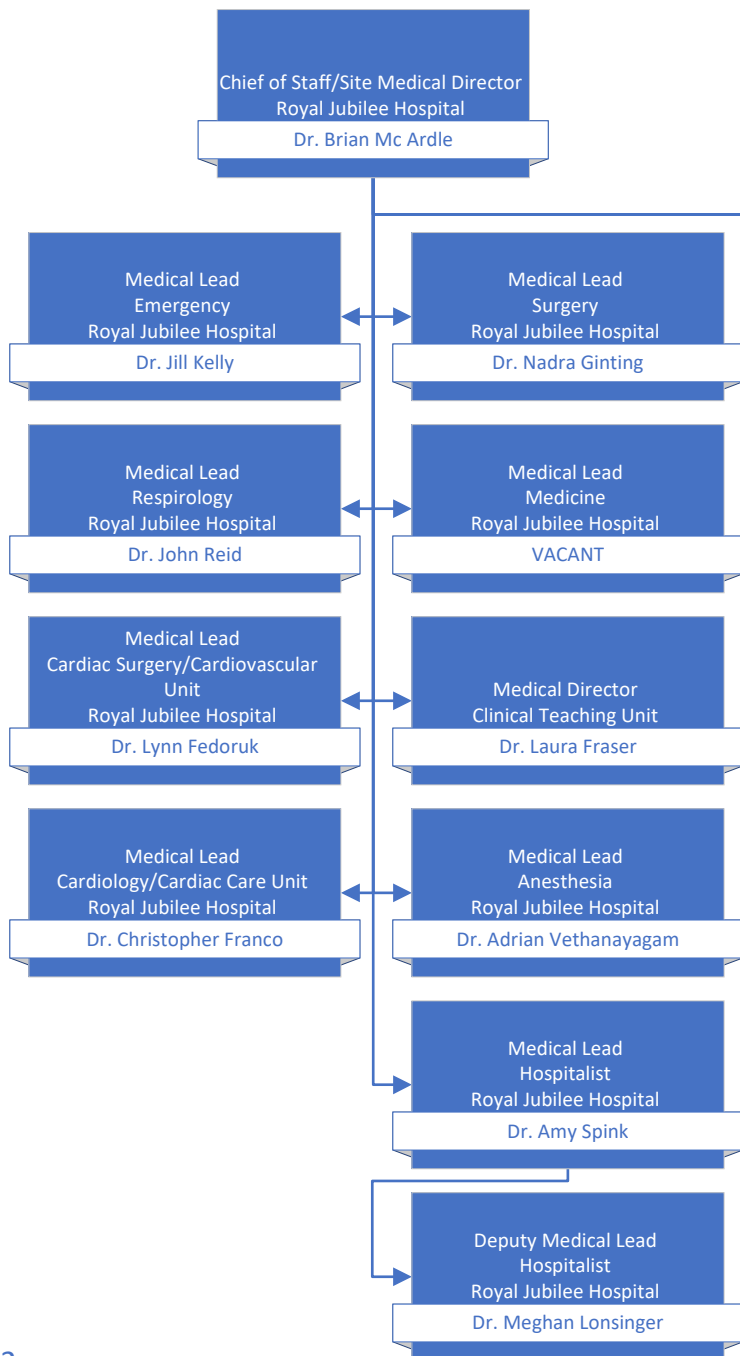 Chief of Staff/Site Medical Director
Royal Jubilee Hospital
Dr. Brian Mc Ardle
Medical Lead
Emergency
Royal Jubilee Hospital
Dr. Jill Kelly
Medical Lead
Surgery
Royal Jubilee Hospital
Dr. Nadra Ginting
Medical Lead
Respirology
Royal Jubilee Hospital
Dr. John Reid
Medical Lead
Medicine
Royal Jubilee Hospital
VACANT
Medical Lead
Cardiac Surgery/Cardiovascular
Unit
Royal Jubilee Hospital
Dr. Lynn Fedoruk
Medical Director
Clinical Teaching Unit
Dr. Laura Fraser
Medical Lead
Cardiology/Cardiac Care Unit
Royal Jubilee Hospital
Dr. Christopher Franco
Medical Lead
Anesthesia
Royal Jubilee Hospital
Dr. Adrian Vethanayagam
Medical Lead
Hospitalist
Royal Jubilee Hospital
Dr. Amy Spink
Deputy Medical Lead
Hospitalist
Royal Jubilee Hospital
Dr. Meghan Lonsinger